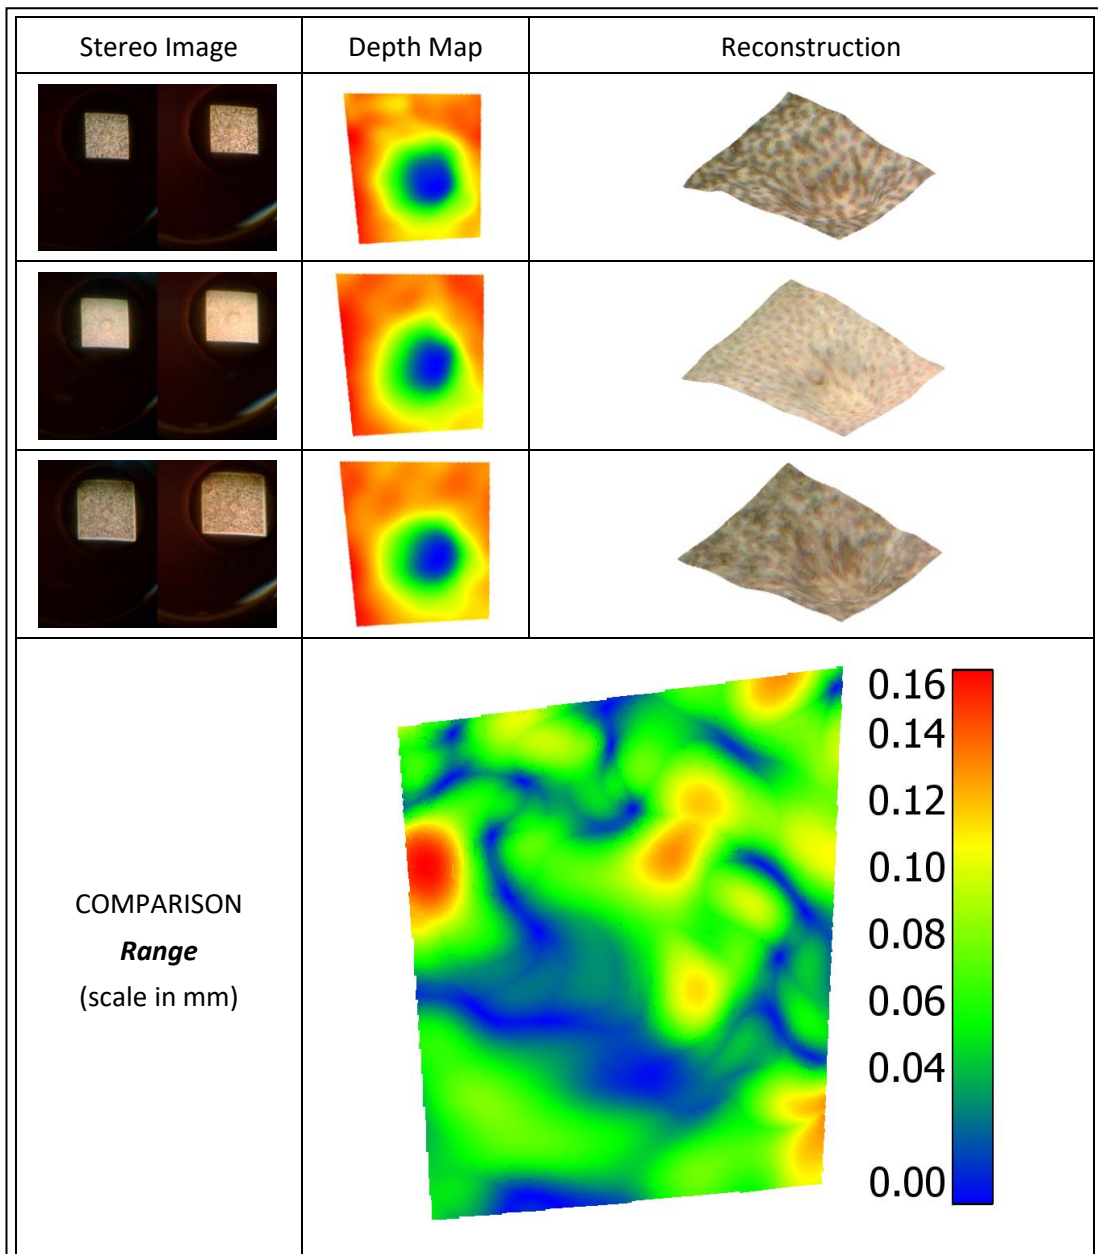 Stereo Image
Depth Map
Reconstruction
COMPARISON
Range
(scale in mm)
0.16
0.14
0.12
0.10
0.08
0.06
0.04
0.00